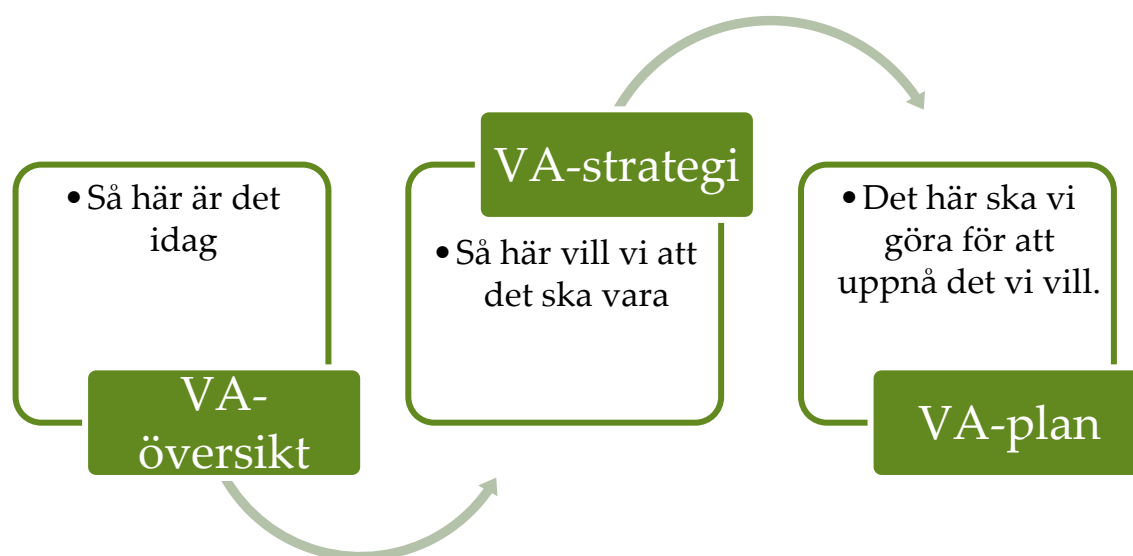 • Så här är det
idag
VA-
översikt
VA-strategi
• Så här vill vi att
det ska vara
• Det här ska vi
göra för att
uppnå det vi vill.
VA-plan